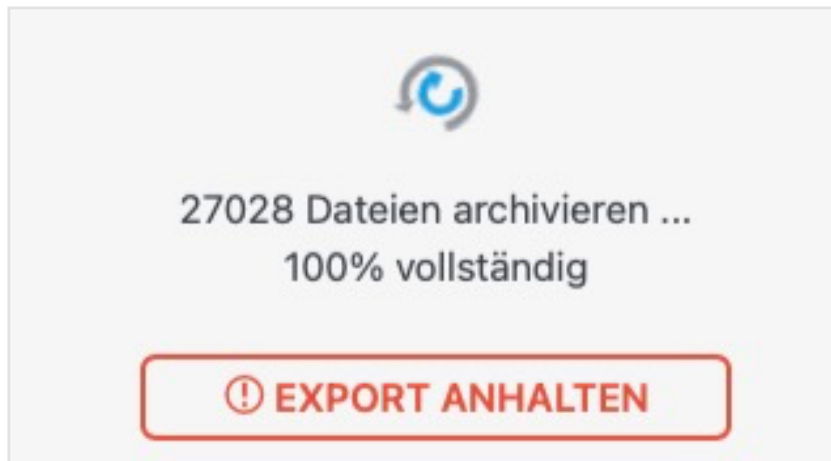 27028 Dateien archivieren ...
100% vollständig
EXPORT ANHALTEN